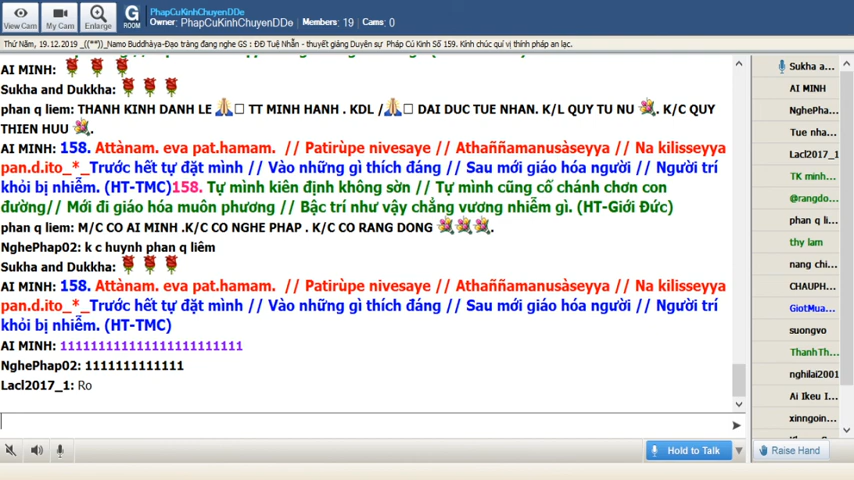 View Cam
My Cam
Enlarge
G
ROOM
PhapCuKinhChuyenDDe
Owner: PhapCuKinhChuyenDDe Members: 19 Cams: 0
Thứ Năm, 19.12.2019 _((**))_Namo Buddhàya-Đạo tràng đang nghe GS : ĐĐ Tuệ Nhẫn - thuyết giảng Duyên sự Pháp Cú Kinh Số 159. Kính chúc quí vị thính pháp an lạc.
AI MINH: 🌹 🌹 🌹
Sukha and Dukkha: 🌹 🌹 🌹
phan q liem: THANH KINH DANH LE 🙏□ TT MINH HANH . KDL /🙏□ DAI DUC TUE NHAN. K/L QUY TU NU 💐. K/C QUY
THIEN HUU 💐.
AI MINH: 158. Attànam. eva pat.hamam. // Patirùpe nivesaye // Athaññamanusàseyya // Na kilisseyya
pan.d.ito_*_Trước hết tự đặt mình // Vào những gì thích đáng // Sau mới giáo hóa người // Người trí
khỏi bị nhiễm. (HT-TMC)158. Tự mình kiên định không sờn // Tự mình cũng cố chánh chơn con
đường// Mới đi giáo hóa muôn phương // Bậc trí như vậy chẳng vương nhiễm gì. (HT-Giới Đức)
phan q liem: M/C CO AI MINH .K/C CO NGHE PHAP . K/C CO RANG DONG 💐💐💐.
NghePhap02: k c huynh phan q liêm
Sukha and Dukkha: 🌹 🌹 🌹
AI MINH: 158. Attànam. eva pat.hamam. // Patirùpe nivesaye // Athaññamanusàseyya // Na kilisseyya
pan.d.ito_*_Trước hết tự đặt mình // Vào những gì thích đáng // Sau mới giáo hóa người // Người trí
khỏi bị nhiễm. (HT-TMC)
AI MINH: 111111111111111111111111
NghePhap02: 1111111111111
Lacl2017_1: Ro
Hold to Talk
Sukha a...
AI MINH
NghePha...
Tue nha...
Lacl2017_1
TK minh...
@rangdo...
phan q li...
thy lam
nang chi...
CHAUPH...
GiotMua...
suongvo
ThanhTh...
nghilai2001
Ai Ikeu I...
xinngoin...
Raise Hand